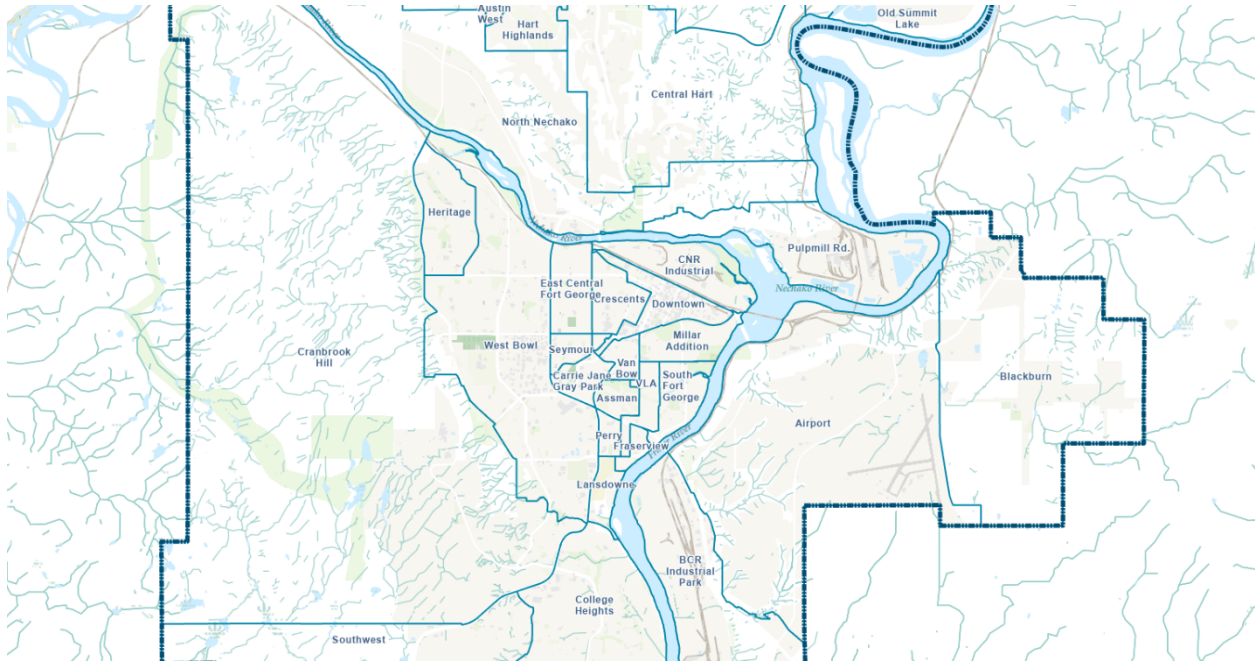 Austin
West
Hart
Highlands
Old Summit
Lake
River
Central Hart
North Nechako
Heritage
Nechako River
Pulpmill Rd.
CNR
Industrial
Nechako River
East Central
Fort George
Crescents
Downtown
Millar
Addition
West Bowl
Seymour
Cranbrook
Hill
Van
Bow
Carrie Jane
Gray Park
VLA
South
Fort
George
Assman
Blackburn
Airport
Perry
Fraserview
Fraser River
Lansdowne
BCR
Industrial
Park
College
Heights
Southwest